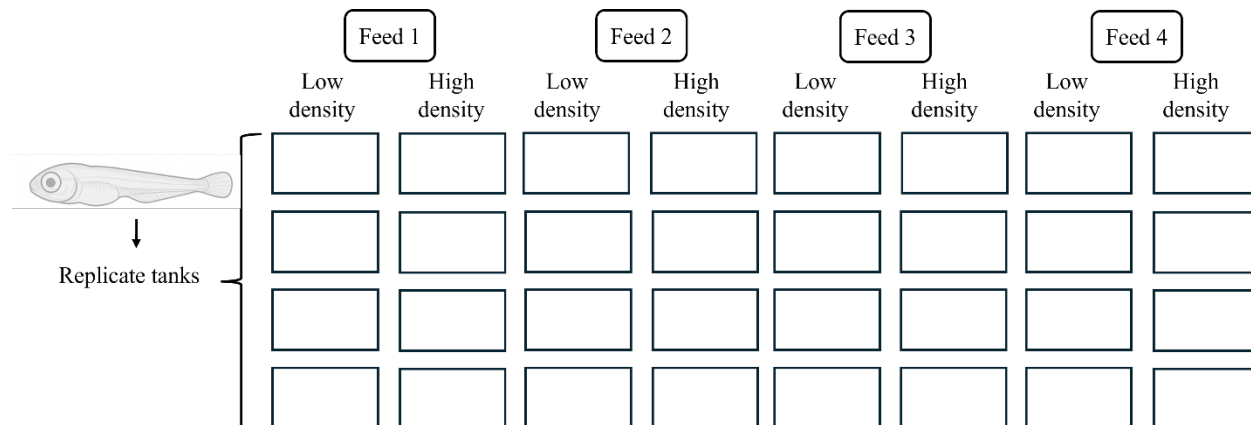 Feed 1 Feed 2 Feed 3 Feed 4
Low density High density Low density High density Low density High density Low density High density
Replicate tanks